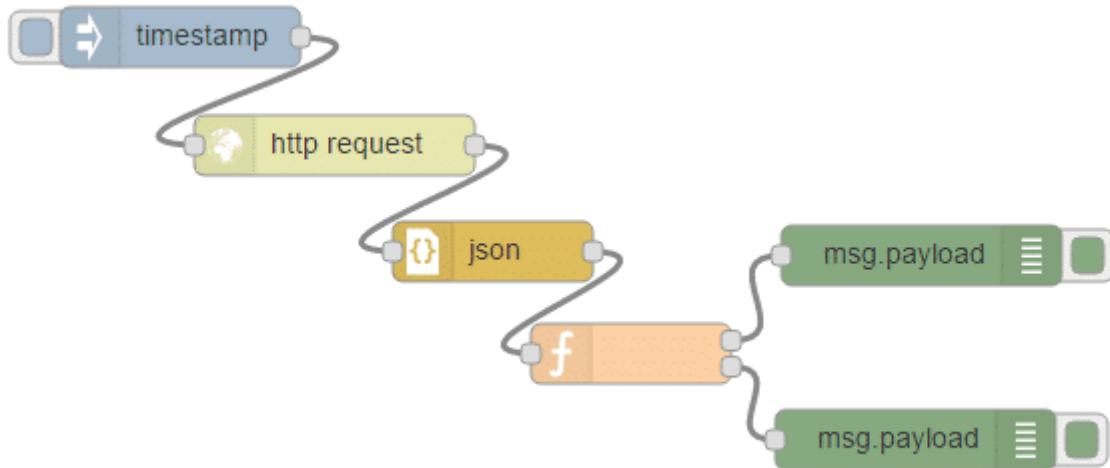 timestamp
http request
{} json
msg.payload
f
msg.payload